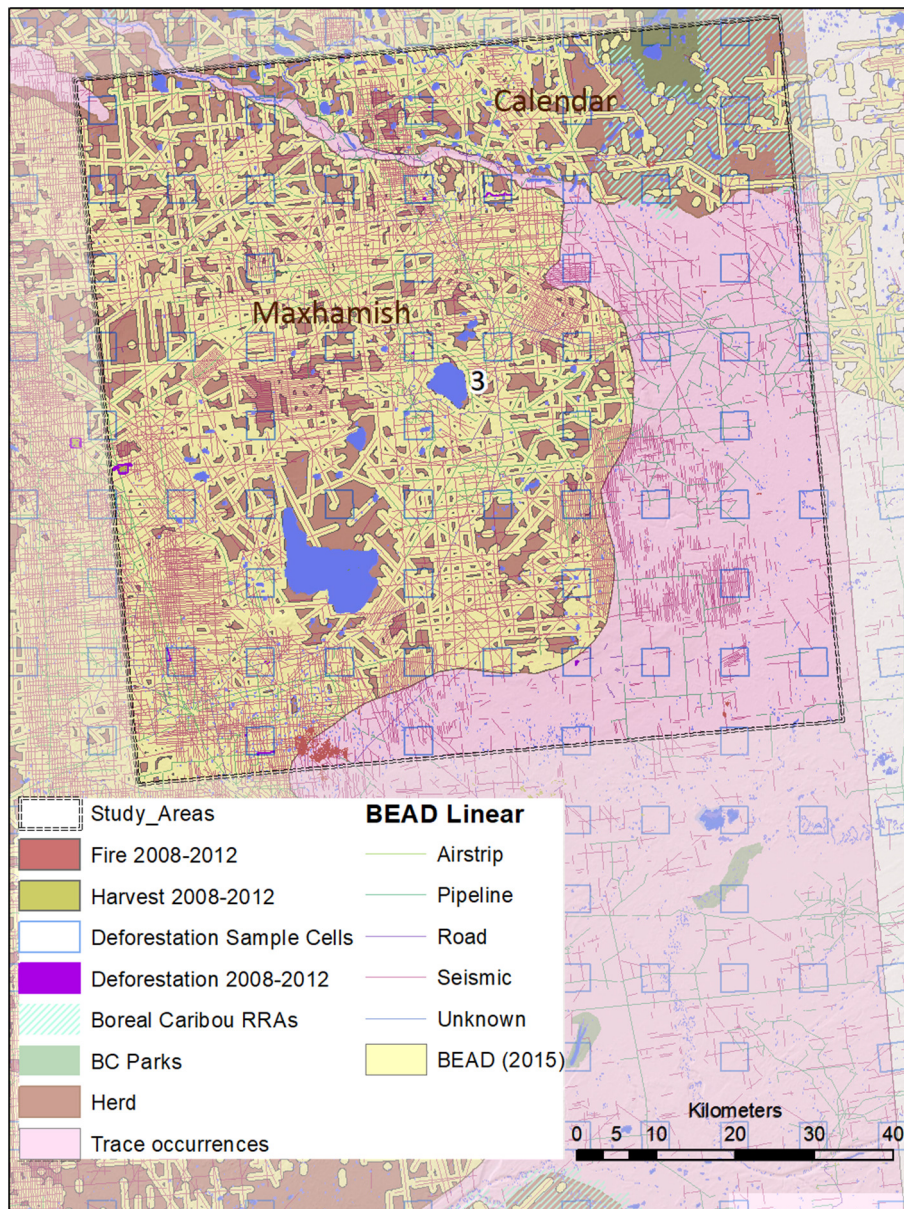 Calendar
Maxhamish
3
Study_Areas
Fire 2008-2012
Harvest 2008-2012
Deforestation Sample Cells
Deforestation 2008-2012
Boreal Caribou RRAs
BC Parks
Herd
Trace occurrences
BEAD Linear
Airstrip
Pipeline
Road
Seismic
Unknown
BEAD (2015)
Kilometers
0 5 10 20 30 40